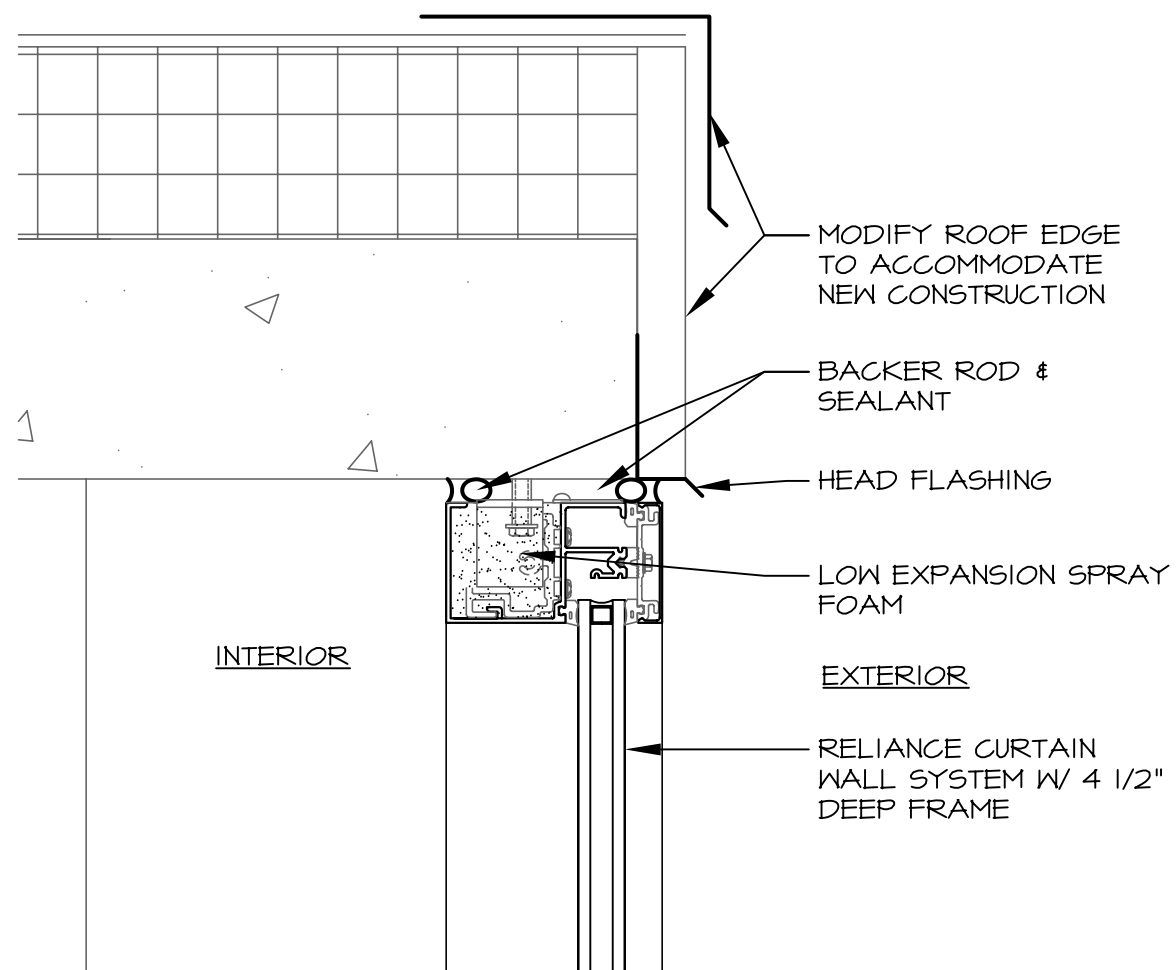 MODIFY ROOF EDGE
TO ACCOMMODATE
NEW CONSTRUCTION
BACKER ROD &
SEALANT
HEAD FLASHING
LOW EXPANSION SPRAY
FOAM
INTERIOR
EXTERIOR
RELIANCE CURTAIN
WALL SYSTEM W/ 4 1/2"
DEEP FRAME